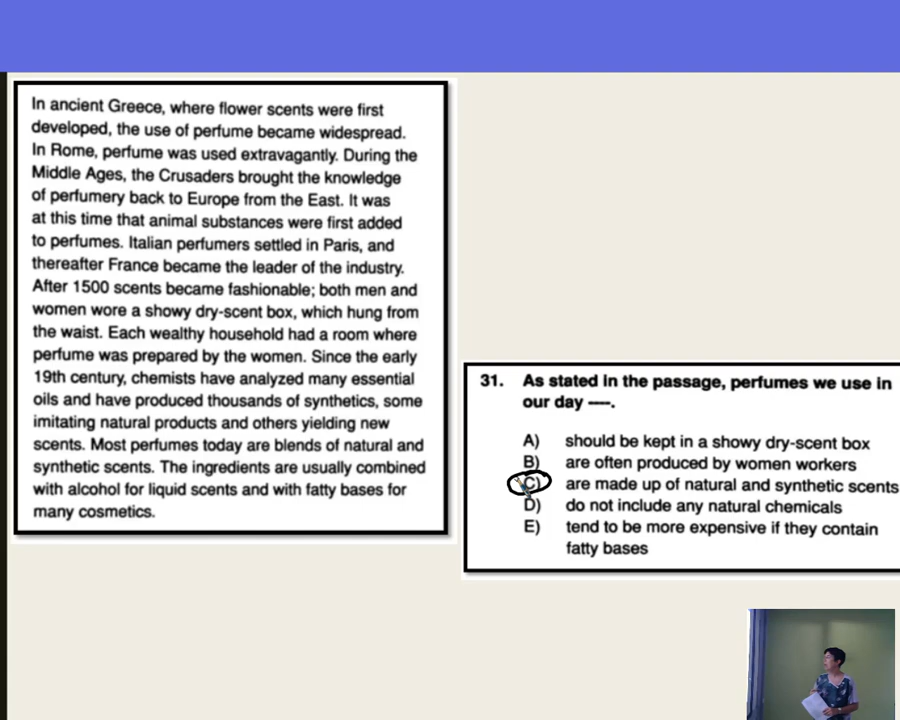 In ancient Greece, where flower scents were first
developed, the use of perfume became widespread.
In Rome, perfume was used extravagantly. During the
Middle Ages, the Crusaders brought the knowledge
of perfumery back to Europe from the East. It was
at this time that animal substances were first added
to perfumes. Italian perfumers settled in Paris, and
thereafter France became the leader of the industry.
After 1500 scents became fashionable; both men and
women wore a showy dry-scent box, which hung from
the waist. Each wealthy household had a room where
perfume was prepared by the women. Since the early
19th century, chemists have analyzed many essential
oils and have produced thousands of synthetics, some
imitating natural products and others yielding new
scents. Most perfumes today are blends of natural and
synthetic scents. The ingredients are usually combined
with alcohol for liquid scents and with fatty bases for
many cosmetics.
31. As stated in the passage, perfumes we use in
our day ----.
A) should be kept in a showy dry-scent box
B) are often produced by women workers
C) are made up of natural and synthetic scents
D) do not include any natural chemicals
E) tend to be more expensive if they contain
fatty bases